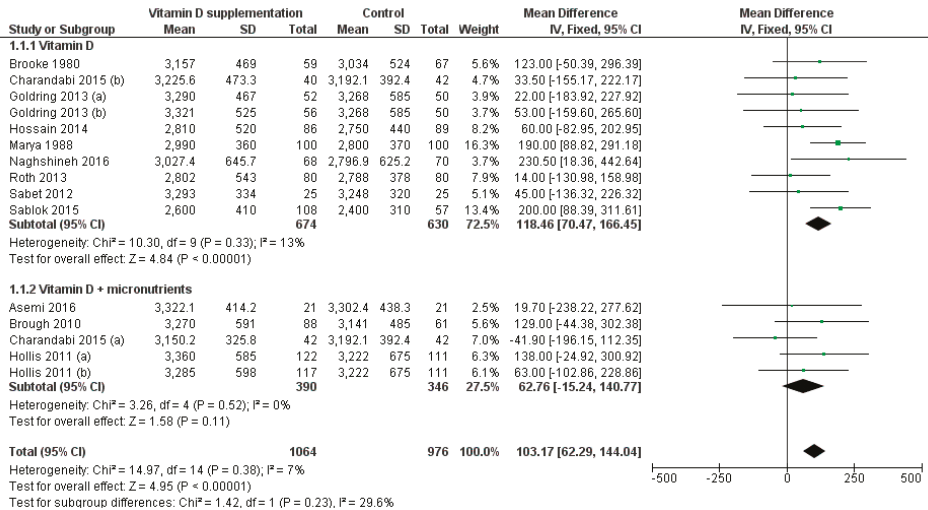 Vitamin D supplementation Control Mean Difference Mean Difference
Study or Subgroup Mean SD Total Mean SD Total Weight IV, Fixed, 95% CI IV, Fixed, 95% CI
1.1.1 Vitamin D
Brooke 1980 3,157 469 59 3,034 524 67 5.6% 123.00 [-50.39, 296.39]
Charandabi 2015 (b) 3,225.6 473.3 40 3,192.1 392.4 42 4.7% 33.50 [-155.17, 222.17]
Goldring 2013 (a) 3,290 467 52 3,268 585 50 3.9% 22.00 [-183.92, 227.92]
Goldring 2013 (b) 3,321 525 56 3,268 585 50 3.7% 53.00 [-159.60, 265.60]
Hossain 2014 2,810 520 86 2,750 440 89 8.2% 60.00 [-82.95, 202.95]
Marya 1988 2,990 360 100 2,800 370 100 16.3% 190.00 [88.82, 291.18]
Naghshineh 2016 3,027.4 645.7 68 2,796.9 625.2 70 3.7% 230.50 [18.36, 442.64]
Roth 2013 2,802 543 80 2,788 378 80 7.9% 14.00 [-130.98, 158.98]
Sabet 2012 3,293 334 25 3,248 320 25 5.1% 45.00 [-136.32, 226.32]
Sablok 2015 2,600 410 108 2,400 310 57 13.4% 200.00 [88.39, 311.61]
Subtotal (95% CI) 674 630 72.5% 118.46 [70.47, 166.45]
Heterogeneity: Chi² = 10.30, df = 9 (P = 0.33); I² = 13%
Test for overall effect: Z = 4.84 (P < 0.00001)
1.1.2 Vitamin D + micronutrients
Asemi 2016 3,322.1 414.2 21 3,302.4 438.3 21 2.5% 19.70 [-238.22, 277.62]
Brough 2010 3,270 591 88 3,141 485 61 5.6% 129.00 [-44.38, 302.38]
Charandabi 2015 (a) 3,150.2 325.8 42 3,192.1 392.4 42 7.0% -41.90 [-196.15, 112.35]
Hollis 2011 (a) 3,360 585 122 3,222 675 111 6.3% 138.00 [-24.92, 300.92]
Hollis 2011 (b) 3,285 598 117 3,222 675 111 6.1% 63.00 [-102.86, 228.86]
Subtotal (95% CI) 390 346 27.5% 62.76 [-15.24, 140.77]
Heterogeneity: Chi² = 3.26, df = 4 (P = 0.52); I² = 0%
Test for overall effect: Z = 1.58 (P = 0.11)
Total (95% CI) 1064 976 100.0% 103.17 [62.29, 144.04]
Heterogeneity: Chi² = 14.97, df = 14 (P = 0.38); I² = 7%
-500 -250 0 250 500
Test for overall effect: Z = 4.95 (P < 0.00001)
Test for subgroup differences: Chi² = 1.42, df = 1 (P = 0.23), I² = 29.6%